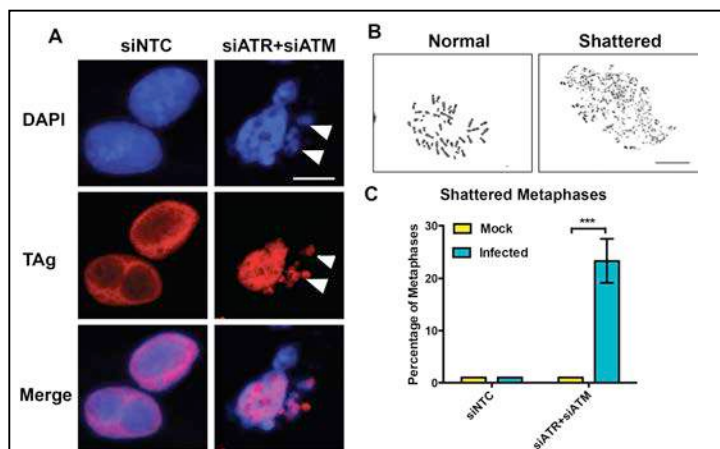 A
siNTC
siATR+siATM
DAPI
TAg
Merge
B
Normal
Shattered
C
Shattered Metaphases
Percentage of Metaphases
30
20
10
0
Mock
Infected
***
siNTC
siATR+siATM